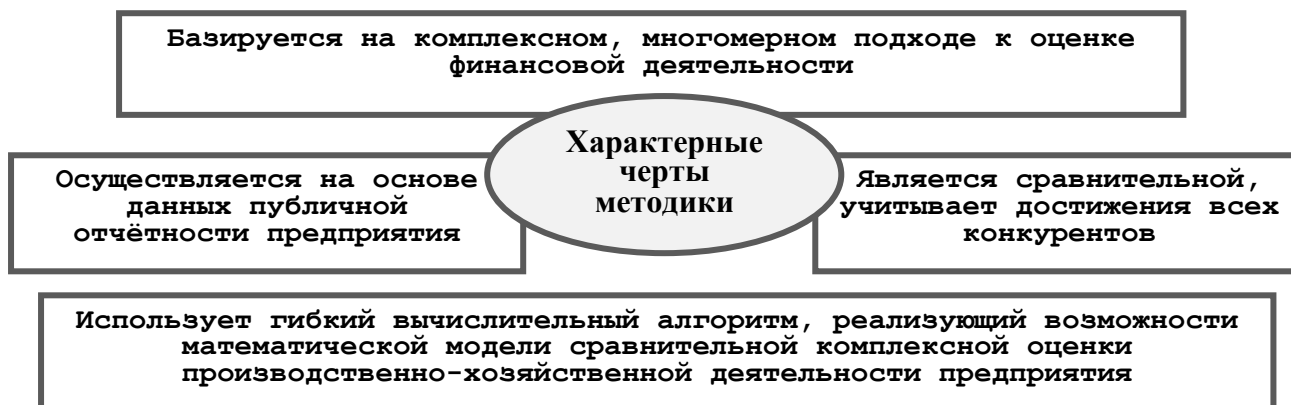 Базируется на комплексном, многомерном подходе к оценке
финансовой деятельности
Характерные
черты
методики
Осуществляется на основе
данных публичной
отчётности предприятия
Является сравнительной,
учитывает достижения всех
конкурентов
Использует гибкий вычислительный алгоритм, реализующий возможности
математической модели сравнительной комплексной оценки
производственно-хозяйственной деятельности предприятия